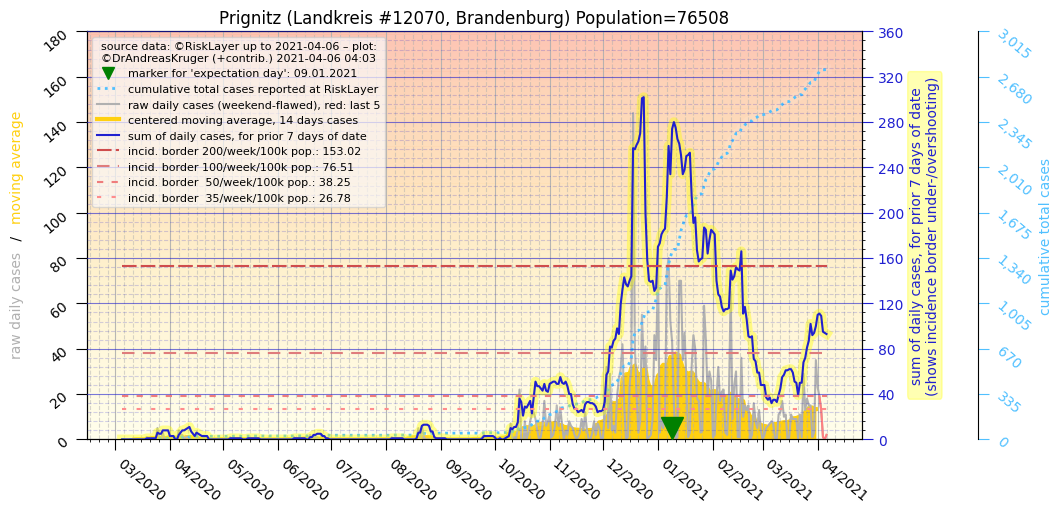 Prignitz (Landkreis #12070, Brandenburg) Population=76508
source data: ©RiskLayer up to 2021-04-06 – plot:
©DrAndreasKruger (+contrib.) 2021-04-06 04:03
marker for 'expectation day': 09.01.2021
cumulative total cases reported at RiskLayer
raw daily cases (weekend-flawed), red: last 5
centered moving average, 14 days cases
sum of daily cases, for prior 7 days of date
incid. border 200/week/100k pop.: 153.02
incid. border 100/week/100k pop.: 76.51
incid. border  50/week/100k pop.: 38.25
incid. border  35/week/100k pop.: 26.78
raw daily cases / moving average
180
160
140
120
100
80
60
40
20
0
03/2020
04/2020
05/2020
06/2020
07/2020
08/2020
09/2020
10/2020
11/2020
12/2020
01/2021
02/2021
03/2021
04/2021
360
320
280
240
200
160
120
80
40
0
sum of daily cases, for prior 7 days of date
(shows incidence border under-/overshooting)
3,015
2,680
2,345
2,010
1,675
1,340
1,005
670
335
0
cumulative total cases